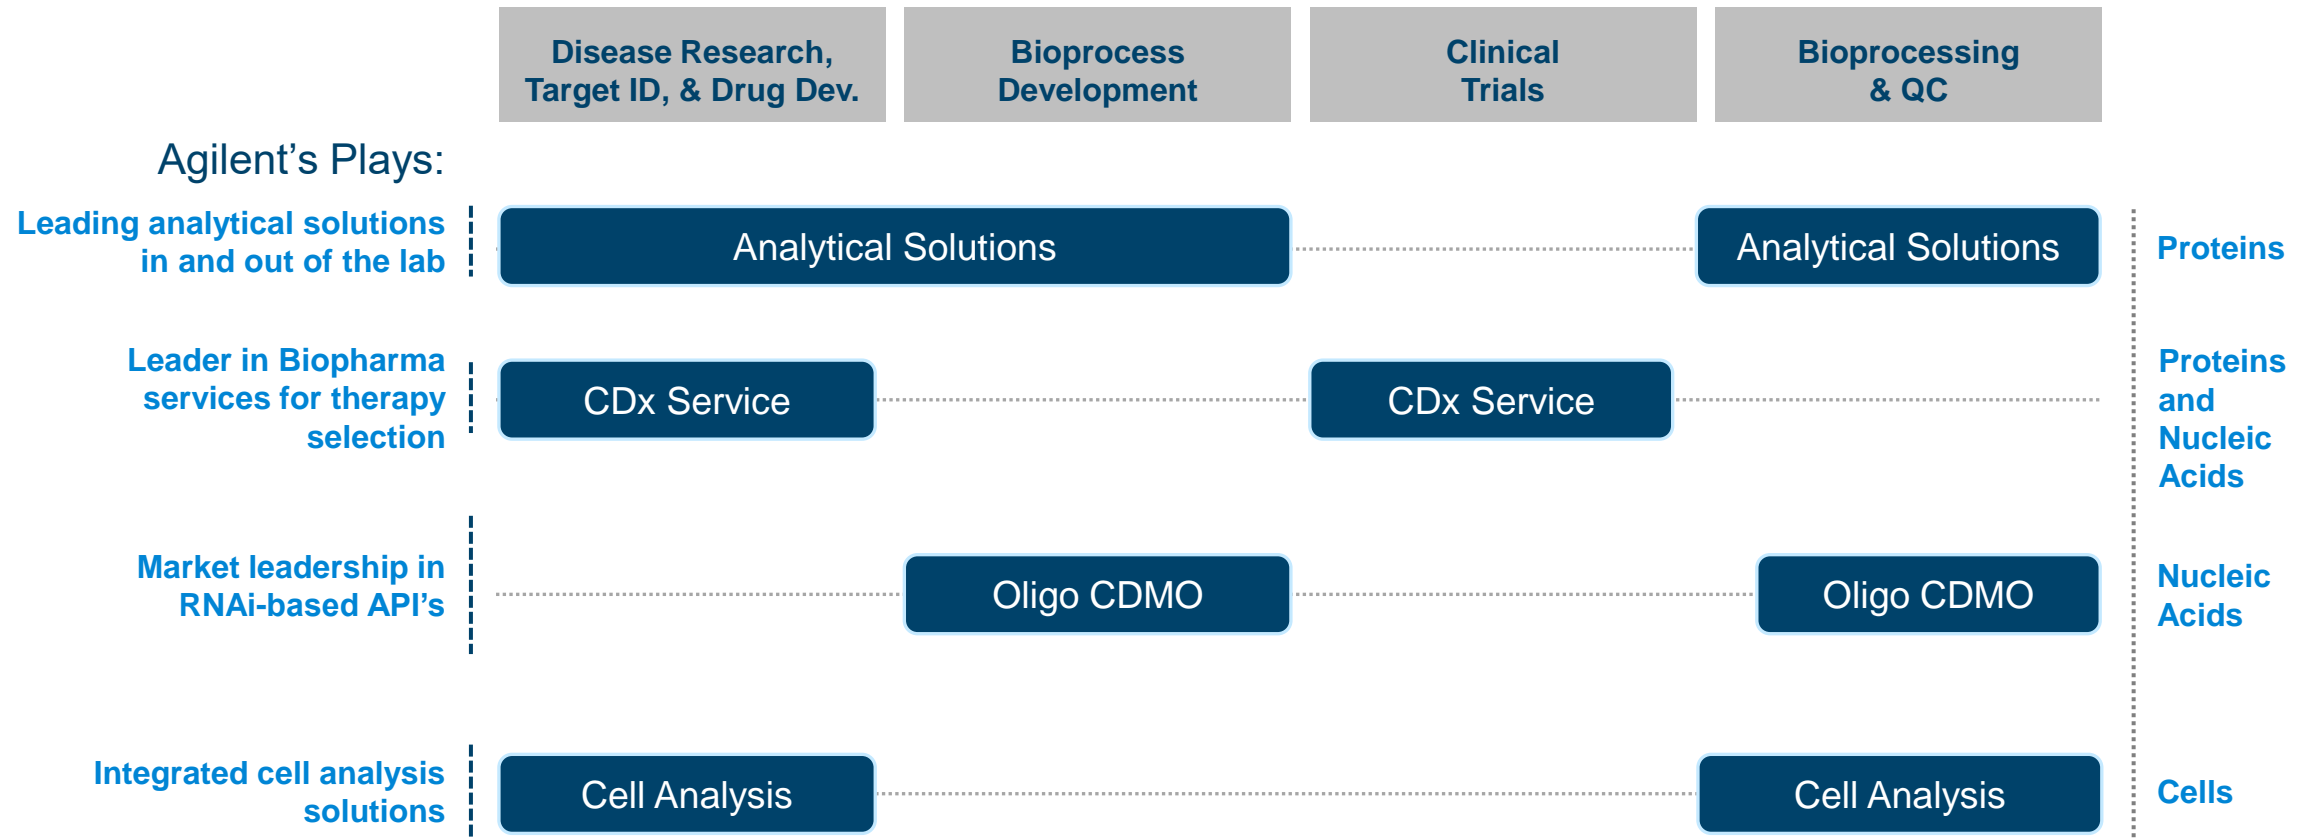 Disease Research,
Target ID, & Drug Dev.
Bioprocess
Development
Clinical
Trials
Bioprocessing
& QC
Agilent’s Plays:
Leading analytical solutions
in and out of the lab
Analytical Solutions
Analytical Solutions
Proteins
Leader in Biopharma
services for therapy
selection
CDx Service
CDx Service
Proteins
and
Nucleic
Acids
Market leadership in
RNAi-based API’s
Oligo CDMO
Oligo CDMO
Nucleic
Acids
Integrated cell analysis
solutions
Cell Analysis
Cell Analysis
Cells